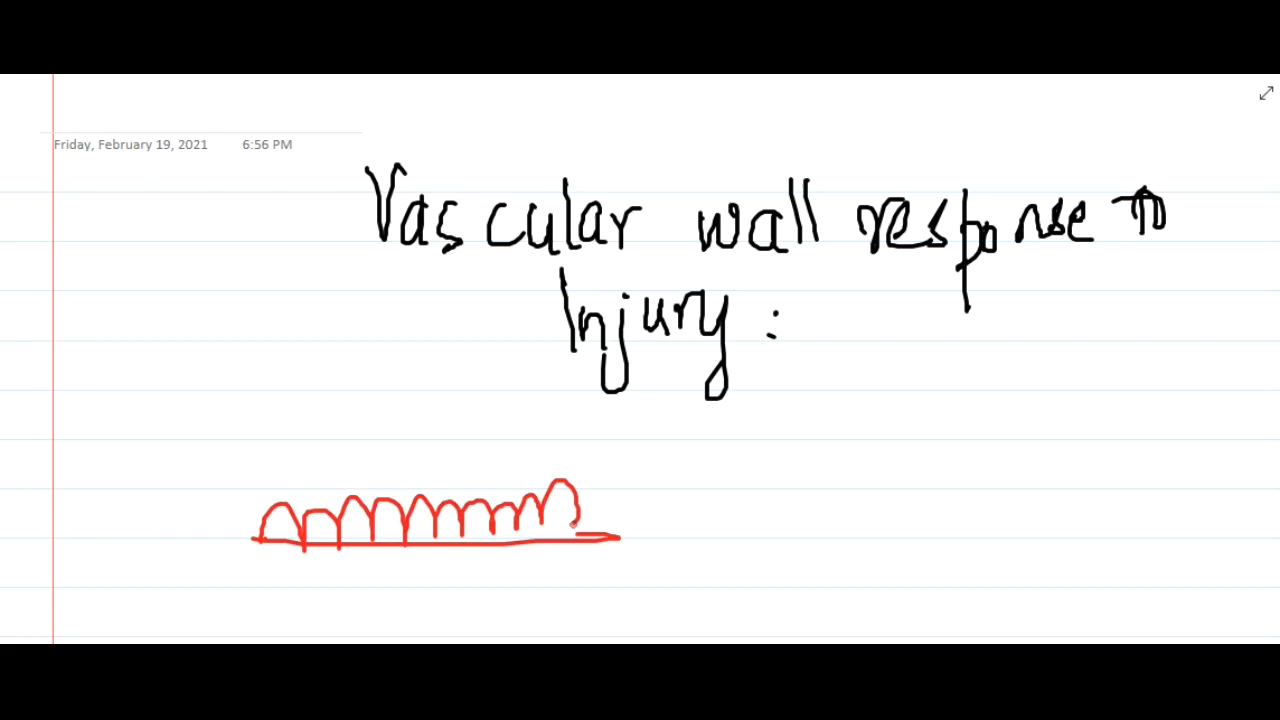 Friday, February 19, 2021 6:56 PM
Vascular wall response to
Injury :